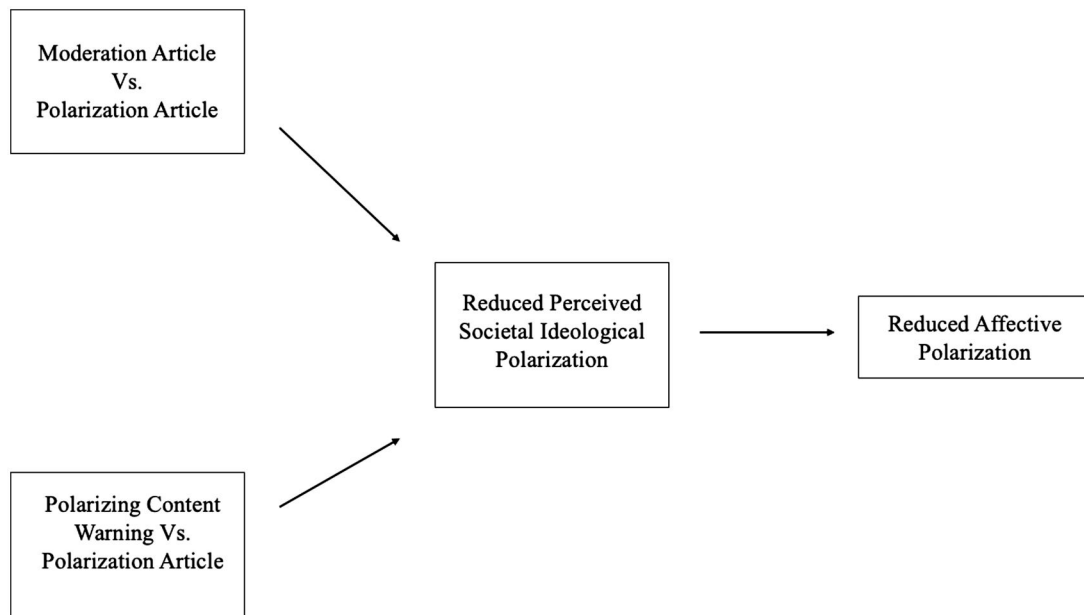 Moderation Article
Vs.
Polarization Article
Reduced Perceived
Societal Ideological
Polarization
Reduced Affective
Polarization
Polarizing Content
Warning Vs.
Polarization Article